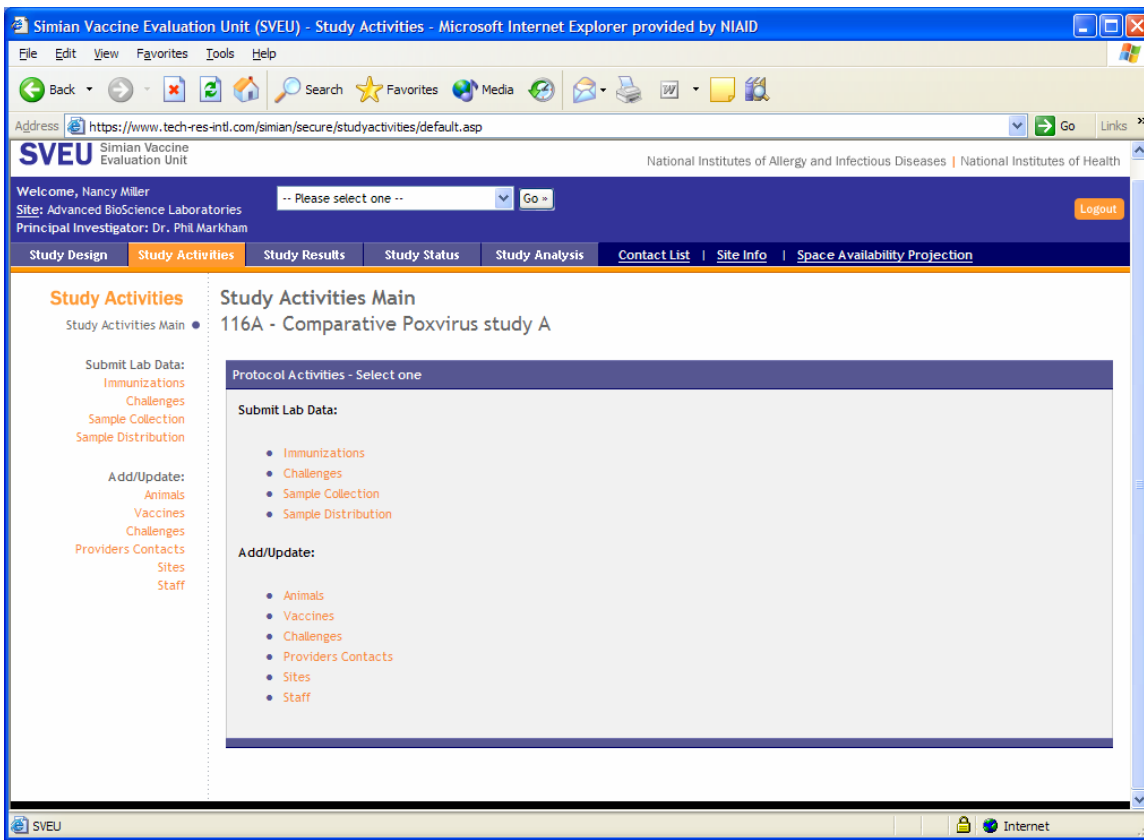 Simian Vaccine Evaluation Unit (SVEU) - Study Activities - Microsoft Internet Explorer provided by NIAID
File Edit View Favorites Tools Help
Back Search Favorites Media
Address https://www.tech-res-intl.com/simian/secure/studyactivities/default.asp Go Links »
SVEU Simian Vaccine
Evaluation Unit
National Institutes of Allergy and Infectious Diseases | National Institutes of Health
Welcome, Nancy Miller
Site: Advanced BioScience Laboratories
Principal Investigator: Dr. Phil Markham
-- Please select one -- Go »
Logout
Study Design Study Activities Study Results Study Status Study Analysis Contact List | Site Info | Space Availability Projection
Study Activities
Study Activities Main
Submit Lab Data:
Immunizations
Challenges
Sample Collection
Sample Distribution
Add/Update:
Animals
Vaccines
Challenges
Providers Contacts
Sites
Staff
Study Activities Main
116A - Comparative Poxvirus study A
Protocol Activities - Select one
Submit Lab Data:
Immunizations
Challenges
Sample Collection
Sample Distribution
Add/Update:
Animals
Vaccines
Challenges
Providers Contacts
Sites
Staff
SVEU Internet